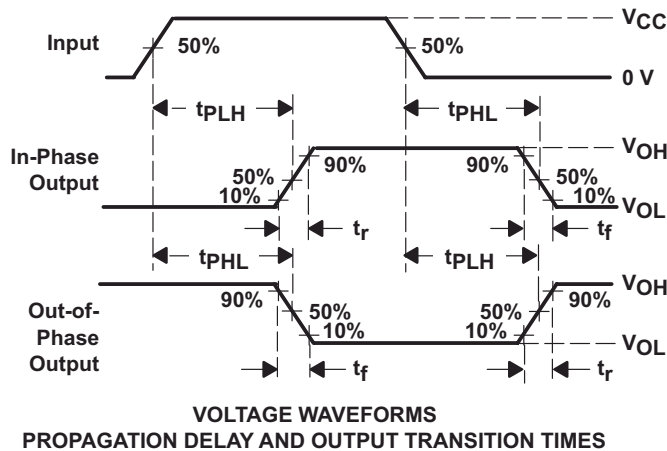 VCC
Input
50%
50%
0 V
tPLH
tPHL
In-Phase
Output
VOH
90%
90%
50%
50%
10%
10%
VOL
tr
tf
tPHL
tPLH
Out-of-
Phase
Output
VOH
90%
90%
50%
50%
10%
10%
VOL
tf
tr
VOLTAGE WAVEFORMS
PROPAGATION DELAY AND OUTPUT TRANSITION TIMES